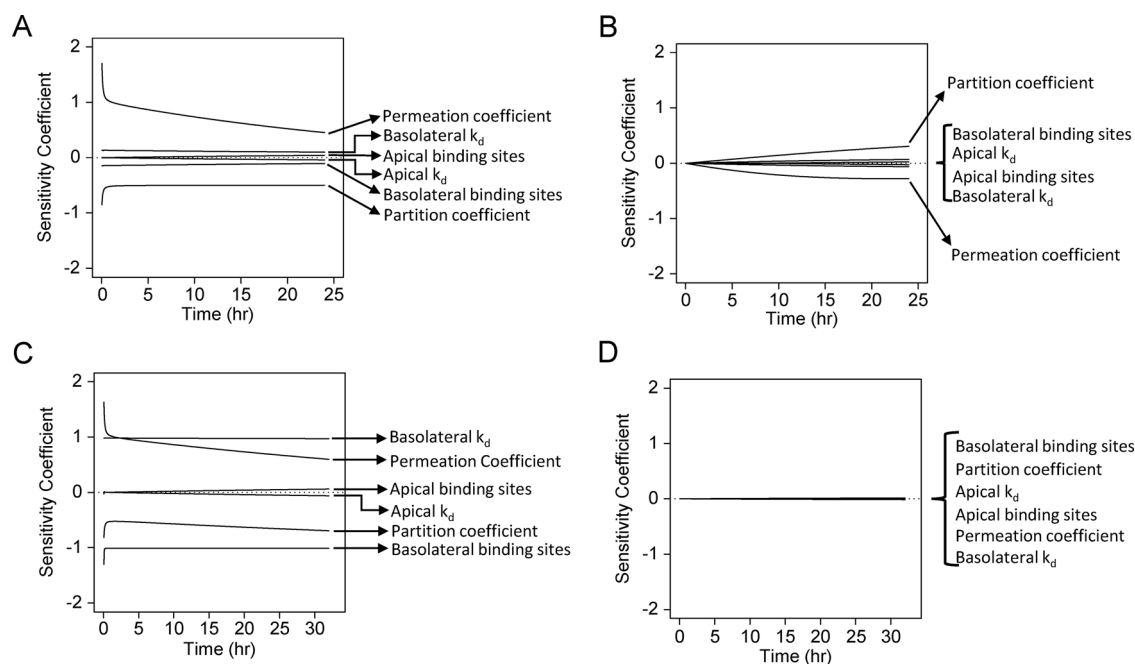 A
Sensitivity Coefficient
2
1
0
-1
-2
0 5 10 15 20 25
Time (hr)
Permeation coefficient
Basolateral kd
Apical binding sites
Apical kd
Basolateral binding sites
Partition coefficient
B
Sensitivity Coefficient
2
1
0
-1
-2
0 5 10 15 20 25
Time (hr)
Partition coefficient
Basolateral binding sites
Apical kd
Apical binding sites
Basolateral kd
Permeation coefficient
C
Sensitivity Coefficient
2
1
0
-1
-2
0 5 10 15 20 25 30
Time (hr)
Basolateral kd
Permeation Coefficient
Apical binding sites
Apical kd
Partition coefficient
Basolateral binding sites
D
Sensitivity Coefficient
2
1
0
-1
-2
0 5 10 15 20 25 30
Time (hr)
Basolateral binding sites
Partition coefficient
Apical kd
Apical binding sites
Permeation coefficient
Basolateral kd